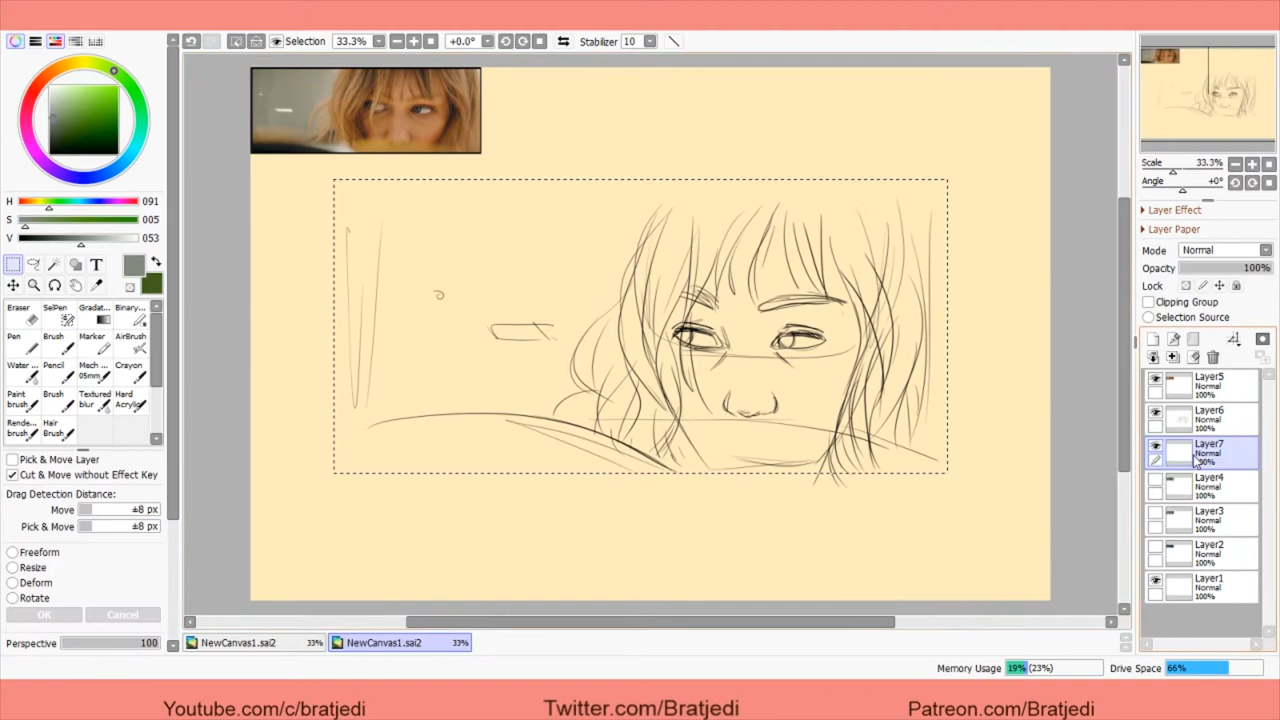 Selection 33.3% +0.0° Stabilizer 10
H 091
S 005
V 053
T
Eraser SelPen Gradat... Binary...
Pen Brush Marker AirBrush
Water ... Pencil Mech ... Crayon
05mm
Paint Brush Textured Hard
brush blur Acrylic
Rende... Hair
brush Brush
Pick & Move Layer
Cut & Move without Effect Key
Drag Detection Distance:
Move ±8 px
Pick & Move ±8 px
Freeform
Resize
Deform
Rotate
OK Cancel
Perspective 100
NewCanvas1.sai2 33% NewCanvas1.sai2 33%
Scale 33.3%
Angle +0°
Layer Effect
Layer Paper
Mode Normal
Opacity 100%
Lock
Clipping Group
Selection Source
Layer5
Normal
100%
Layer6
Normal
100%
Layer7
Normal
Layer4
Normal
100%
Layer3
Normal
100%
Layer2
Normal
100%
Layer1
Normal
100%
Memory Usage 19% (23%) Drive Space 66%
Youtube.com/c/bratjedi Twitter.com/Bratjedi Patreon.com/Bratjedi